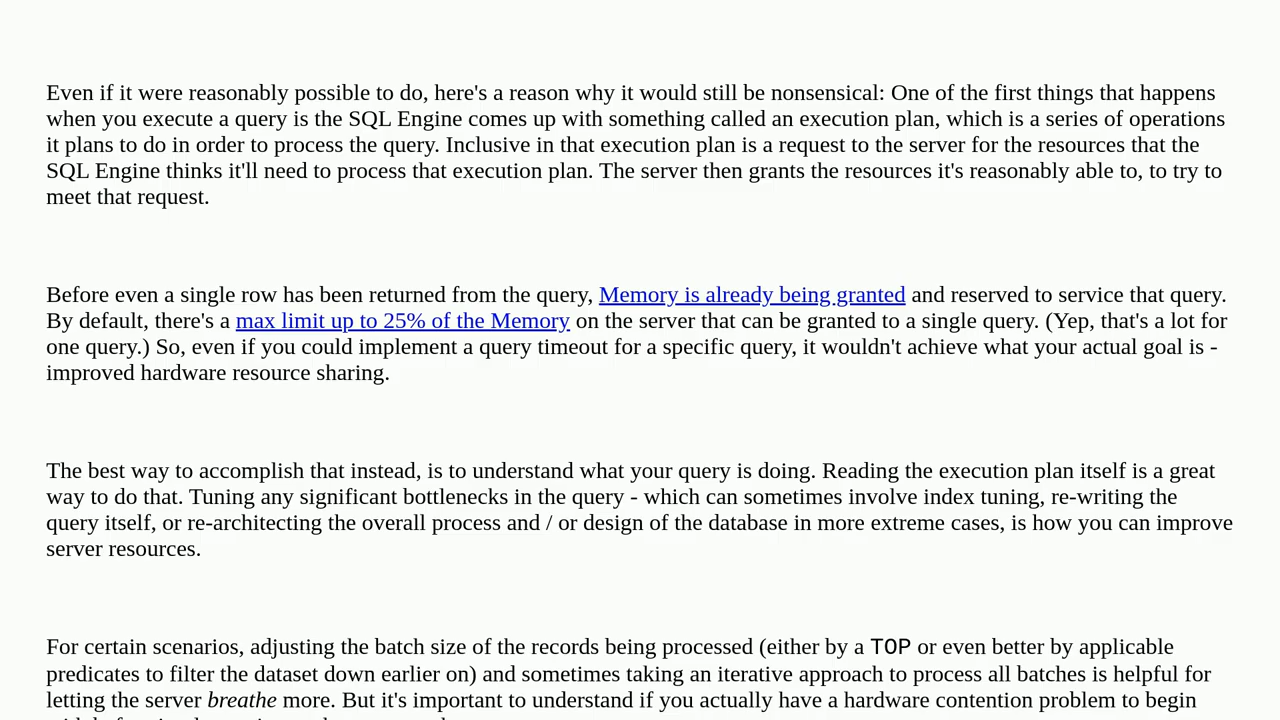 Even if it were reasonably possible to do, here's a reason why it would still be nonsensical: One of the first things that happens
when you execute a query is the SQL Engine comes up with something called an execution plan, which is a series of operations
it plans to do in order to process the query. Inclusive in that execution plan is a request to the server for the resources that the
SQL Engine thinks it'll need to process that execution plan. The server then grants the resources it's reasonably able to, to try to
meet that request.
Before even a single row has been returned from the query, Memory is already being granted and reserved to service that query.
By default, there's a max limit up to 25% of the Memory on the server that can be granted to a single query. (Yep, that's a lot for
one query.) So, even if you could implement a query timeout for a specific query, it wouldn't achieve what your actual goal is -
improved hardware resource sharing.
The best way to accomplish that instead, is to understand what your query is doing. Reading the execution plan itself is a great
way to do that. Tuning any significant bottlenecks in the query - which can sometimes involve index tuning, re-writing the
query itself, or re-architecting the overall process and / or design of the database in more extreme cases, is how you can improve
server resources.
For certain scenarios, adjusting the batch size of the records being processed (either by a TOP or even better by applicable
predicates to filter the dataset down earlier on) and sometimes taking an iterative approach to process all batches is helpful for
letting the server breathe more. But it's important to understand if you actually have a hardware contention problem to begin